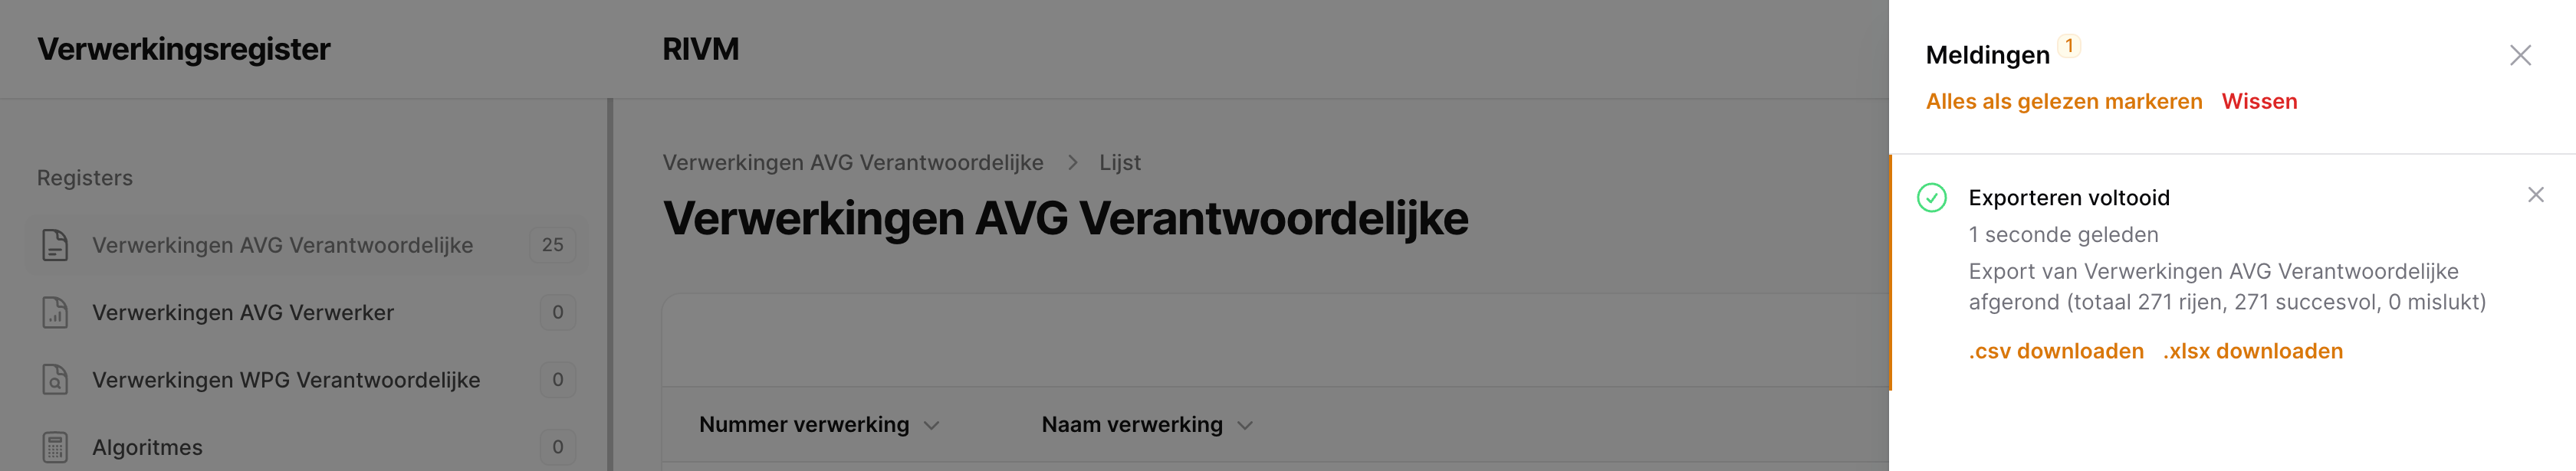 Verwerkingsregister
RIVM
Registers
Verwerkingen AVG Verantwoordelijke 25
Verwerkingen AVG Verwerker 0
Verwerkingen WPG Verantwoordelijke 0
Algoritmes 0
Verwerkingen AVG Verantwoordelijke > Lijst
Verwerkingen AVG Verantwoordelijke
Nummer verwerking
Naam verwerking
Meldingen 1
Alles als gelezen markeren Wissen
Exporteren voltooid
1 seconde geleden
Export van Verwerkingen AVG Verantwoordelijke
afgerond (totaal 271 rijen, 271 succesvol, 0 mislukt)
.csv downloaden .xlsx downloaden